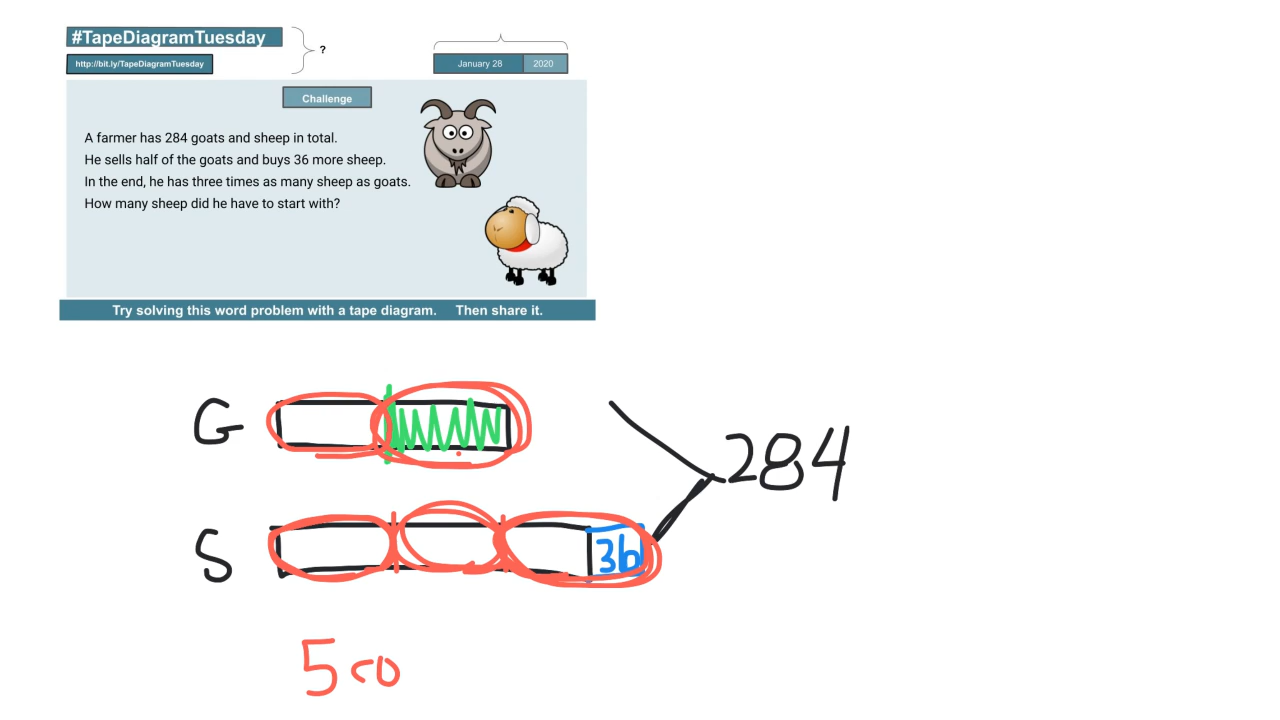 #TapeDiagramTuesday
http://bit.ly/TapeDiagramTuesday
?
January 28 2020
Challenge
A farmer has 284 goats and sheep in total.
He sells half of the goats and buys 36 more sheep.
In the end, he has three times as many sheep as goats.
How many sheep did he have to start with?
Try solving this word problem with a tape diagram. Then share it.
G
284
S
36
5 co